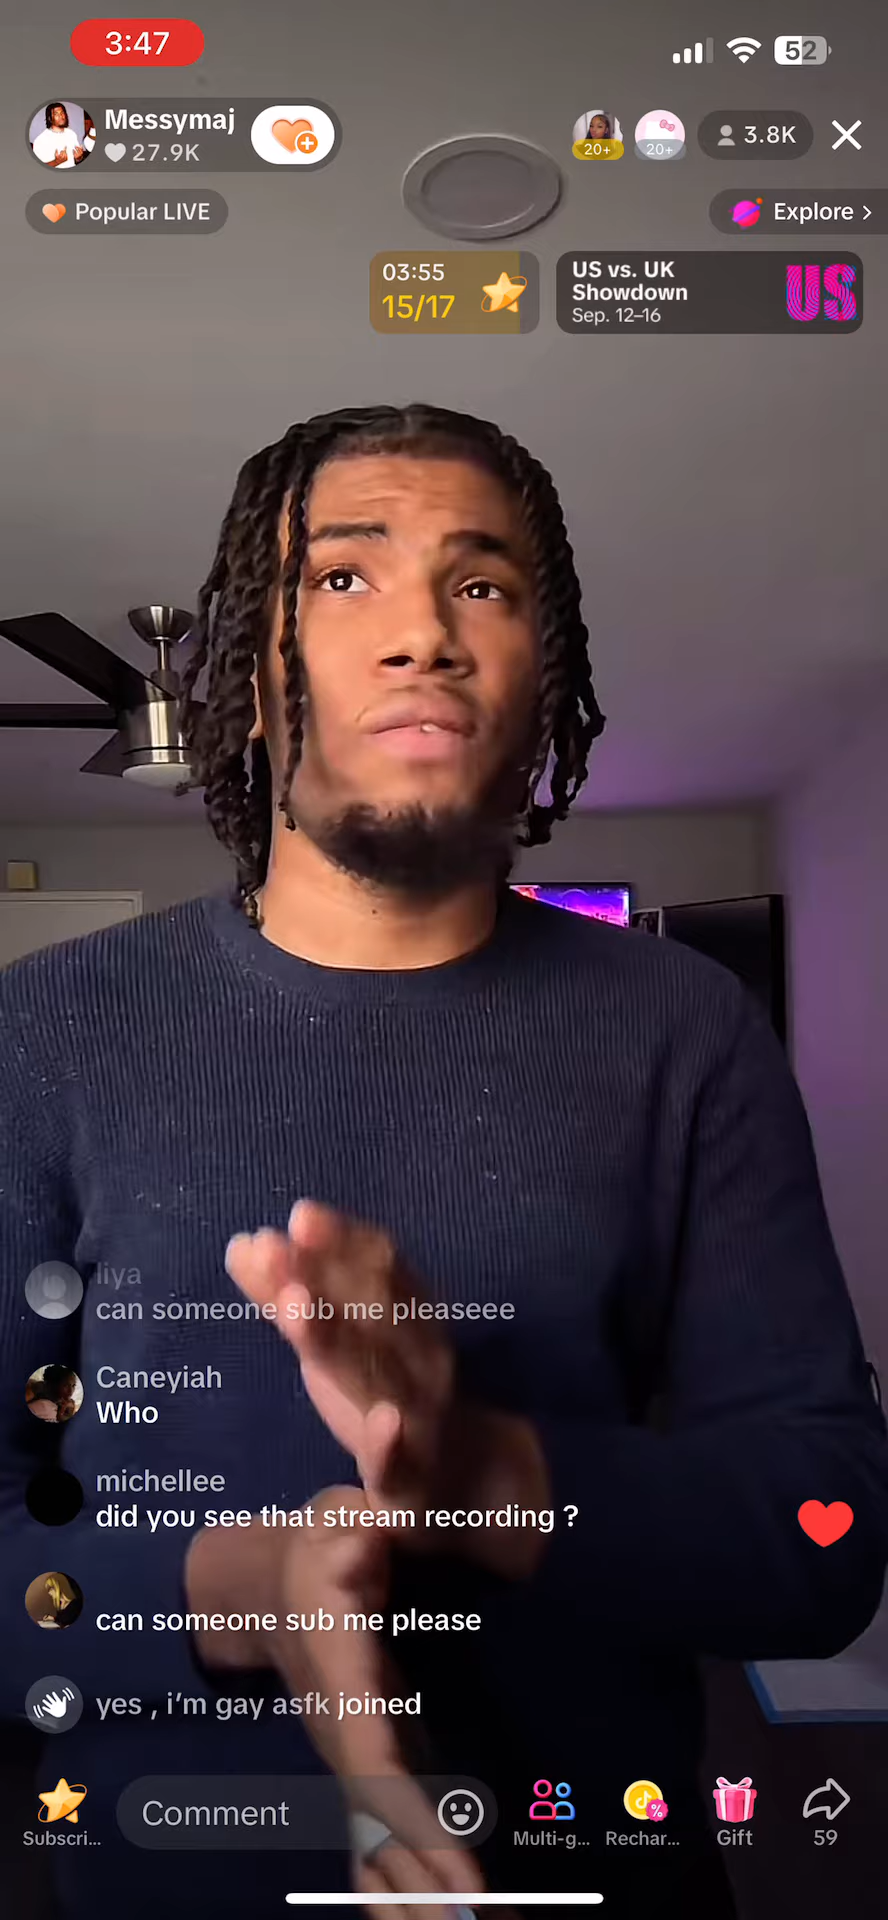 3:47
52
Messymaj
27.9K
20+
20+
3.8K
Popular LIVE
Explore >
03:55
15/17
US vs. UK
Showdown
Sep. 12–16
US
liya
can someone sub me pleaseee
Caneyiah
Who
michellee
did you see that stream recording ?
can someone sub me please
yes , i’m gay asfk joined
Comment
Subscri...
Multi-g...
Rechar...
Gift
59